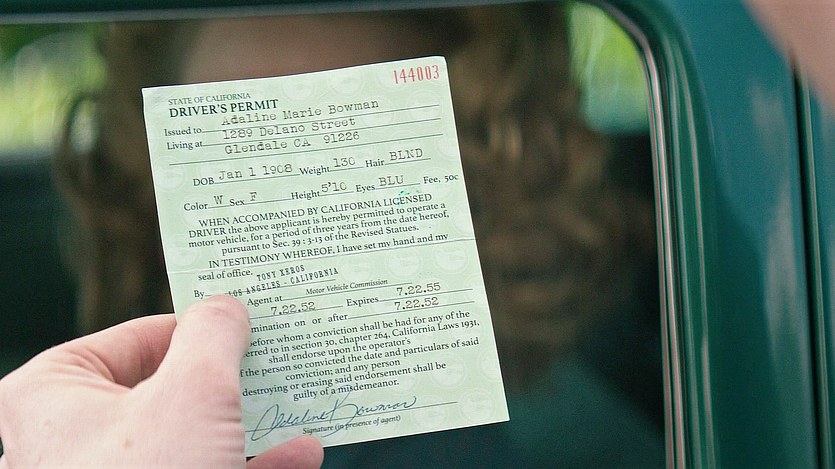 144003
STATE OF CALIFORNIA
DRIVER'S PERMIT
Issued to Adaline Marie Bowman
Living at 1289 Delano Street
Glendale CA 91226
DOB Jan 1 1908 Weight 130 Hair BLND
Color W Sex F Height 5'10 Eyes BLU Fee, 50c
WHEN ACCOMPANIED BY CALIFORNIA LICENSED
DRIVER the above applicant is hereby permitted to operate a
motor vehicle, for a period of three years from the date hereof,
pursuant to Sec. 39 : 3-13 of the Revised Statues.
IN TESTIMONY WHEREOF, I have set my hand and my
seal of office.
By TONY XEROS
LOS ANGELES - CALIFORNIA
Agent at Motor Vehicle Commission
7.22.52 Expires 7.22.55
mination on or after 7.22.52
before whom a conviction shall be had for any of the
erred to in section 30, chapter 264, California Laws 1931,
shall endorse upon the operator's
f the person so convicted the date and particulars of said
conviction; and any person
destroying or erasing said endorsement shall be
guilty of a misdemeanor.
Adaline Bowman
Signature (in presence of agent)